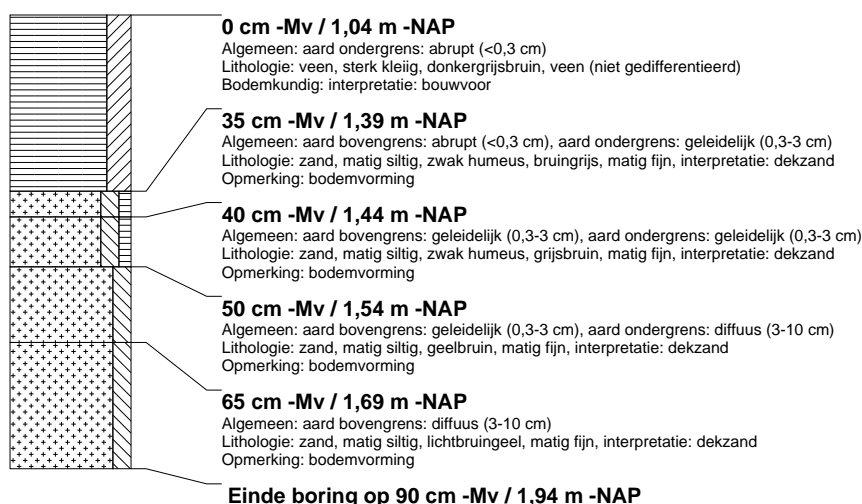 0 cm -Mv / 1,04 m -NAP
Algemeen: aard ondergrens: abrupt (<0,3 cm)
Lithologie: veen, sterk kleiig, donkergrijsbruin, veen (niet gedifferentieerd)
Bodemkundig: interpretatie: bouwvoor
35 cm -Mv / 1,39 m -NAP
Algemeen: aard bovengrens: abrupt (<0,3 cm), aard ondergrens: geleidelijk (0,3-3 cm)
Lithologie: zand, matig siltig, zwak humeus, bruingrijs, matig fijn, interpretatie: dekzand
Opmerking: bodemvorming
40 cm -Mv / 1,44 m -NAP
Algemeen: aard bovengrens: geleidelijk (0,3-3 cm), aard ondergrens: geleidelijk (0,3-3 cm)
Lithologie: zand, matig siltig, zwak humeus, grijsbruin, matig fijn, interpretatie: dekzand
Opmerking: bodemvorming
50 cm -Mv / 1,54 m -NAP
Algemeen: aard bovengrens: geleidelijk (0,3-3 cm), aard ondergrens: diffuus (3-10 cm)
Lithologie: zand, matig siltig, geelbruin, matig fijn, interpretatie: dekzand
Opmerking: bodemvorming
65 cm -Mv / 1,69 m -NAP
Algemeen: aard bovengrens: diffuus (3-10 cm)
Lithologie: zand, matig siltig, lichtbruingeel, matig fijn, interpretatie: dekzand
Opmerking: bodemvorming
Einde boring op 90 cm -Mv / 1,94 m -NAP